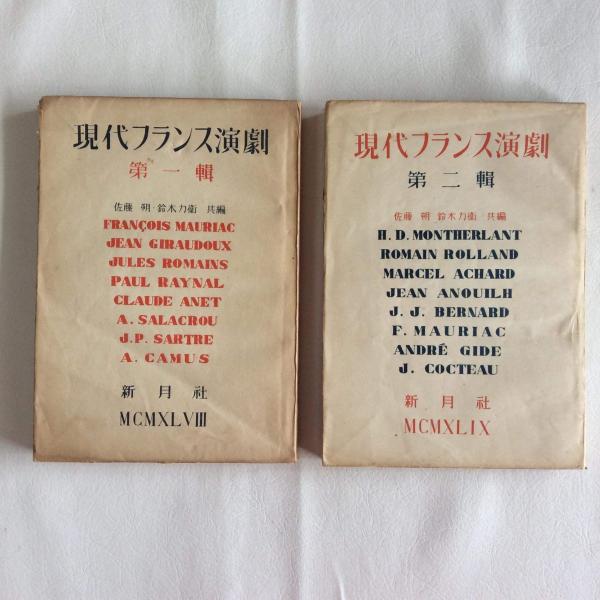 現代フランス演劇
第一輯
佐藤 朔・鈴木力衛 共編
FRANÇOIS MAURIAC
JEAN GIRAUDOUX
JULES ROMAINS
PAUL RAYNAL
CLAUDE ANET
A. SALACROU
J.P. SARTRE
A. CAMUS
新月社
MCMXLVIII
現代フランス演劇
第二輯
佐藤 朔・鈴木力衛 共編
H. D. MONTHERLANT
ROMAIN ROLLAND
MARCEL ACHARD
JEAN ANOUILH
J. J. BERNARD
F. MAURIAC
ANDRÉ GIDE
J. COCTEAU
新月社
MCMXLIX